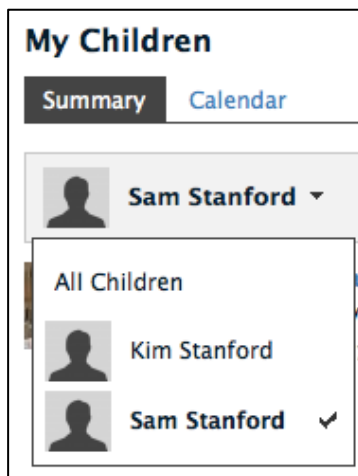 My Children
Summary Calendar
Sam Stanford
All Children
Kim Stanford
Sam Stanford